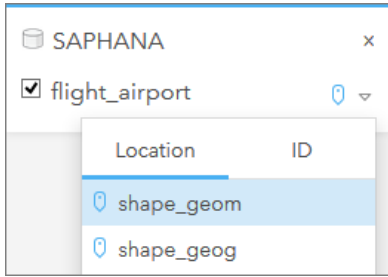 SAPHANA ×
flight_airport
Location ID
shape_geom
shape_geog